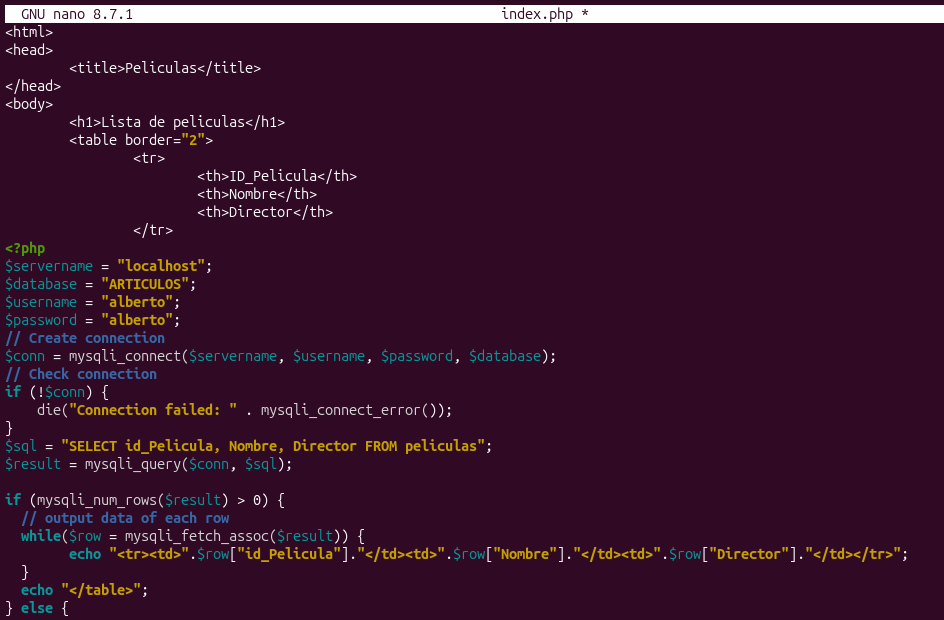 GNU nano 8.7.1 index.php *
<html>
<head>
        <title>Peliculas</title>
</head>
<body>
        <h1>Lista de peliculas</h1>
        <table border="2">
                <tr>
                        <th>ID_Pelicula</th>
                        <th>Nombre</th>
                        <th>Director</th>
                </tr>
<?php
$servername = "localhost";
$database = "ARTICULOS";
$username = "alberto";
$password = "alberto";
// Create connection
$conn = mysqli_connect($servername, $username, $password, $database);
// Check connection
if (!$conn) {
    die("Connection failed: " . mysqli_connect_error());
}
$sql = "SELECT id_Pelicula, Nombre, Director FROM peliculas";
$result = mysqli_query($conn, $sql);

if (mysqli_num_rows($result) > 0) {
  // output data of each row
  while($row = mysqli_fetch_assoc($result)) {
        echo "<tr><td>".$row["id_Pelicula"]."</td><td>".$row["Nombre"]."</td><td>".$row["Director"]."</td></tr>";
  }
  echo "</table>";
} else {